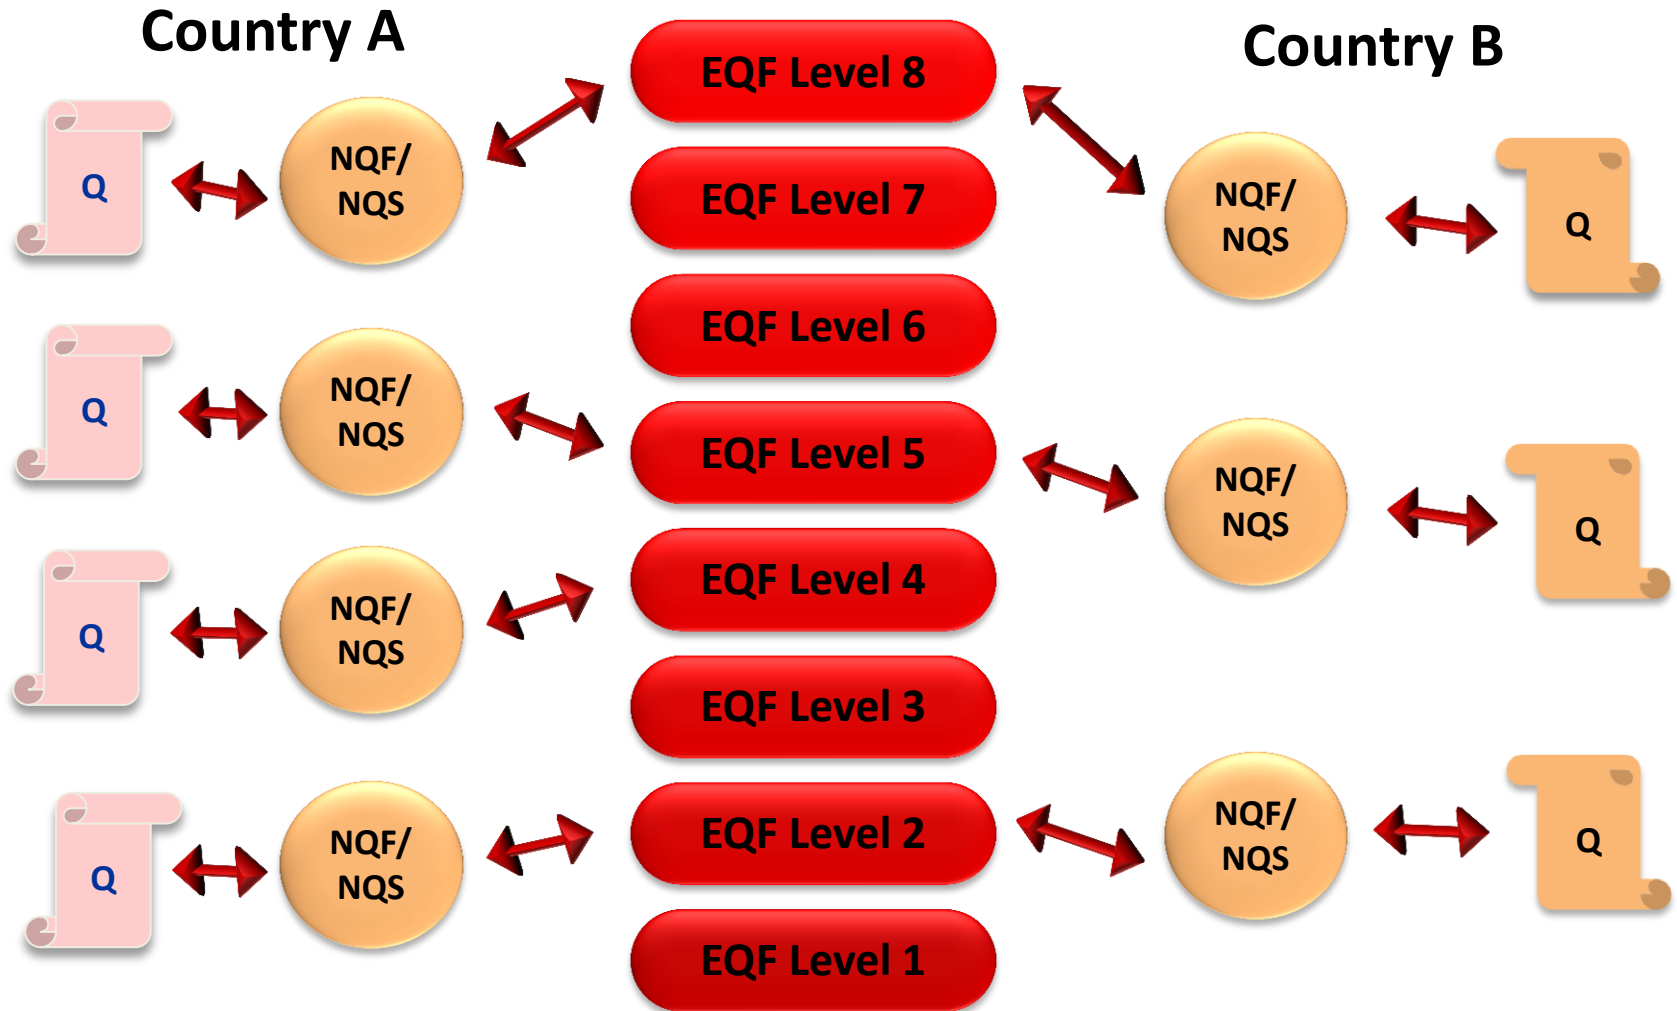 Country A
Country B
EQF Level 8
EQF Level 7
EQF Level 6
EQF Level 5
EQF Level 4
EQF Level 3
EQF Level 2
EQF Level 1
Q
NQF/
NQS
Q
NQF/
NQS
Q
NQF/
NQS
Q
NQF/
NQS
NQF/
NQS
Q
NQF/
NQS
Q
NQF/
NQS
Q